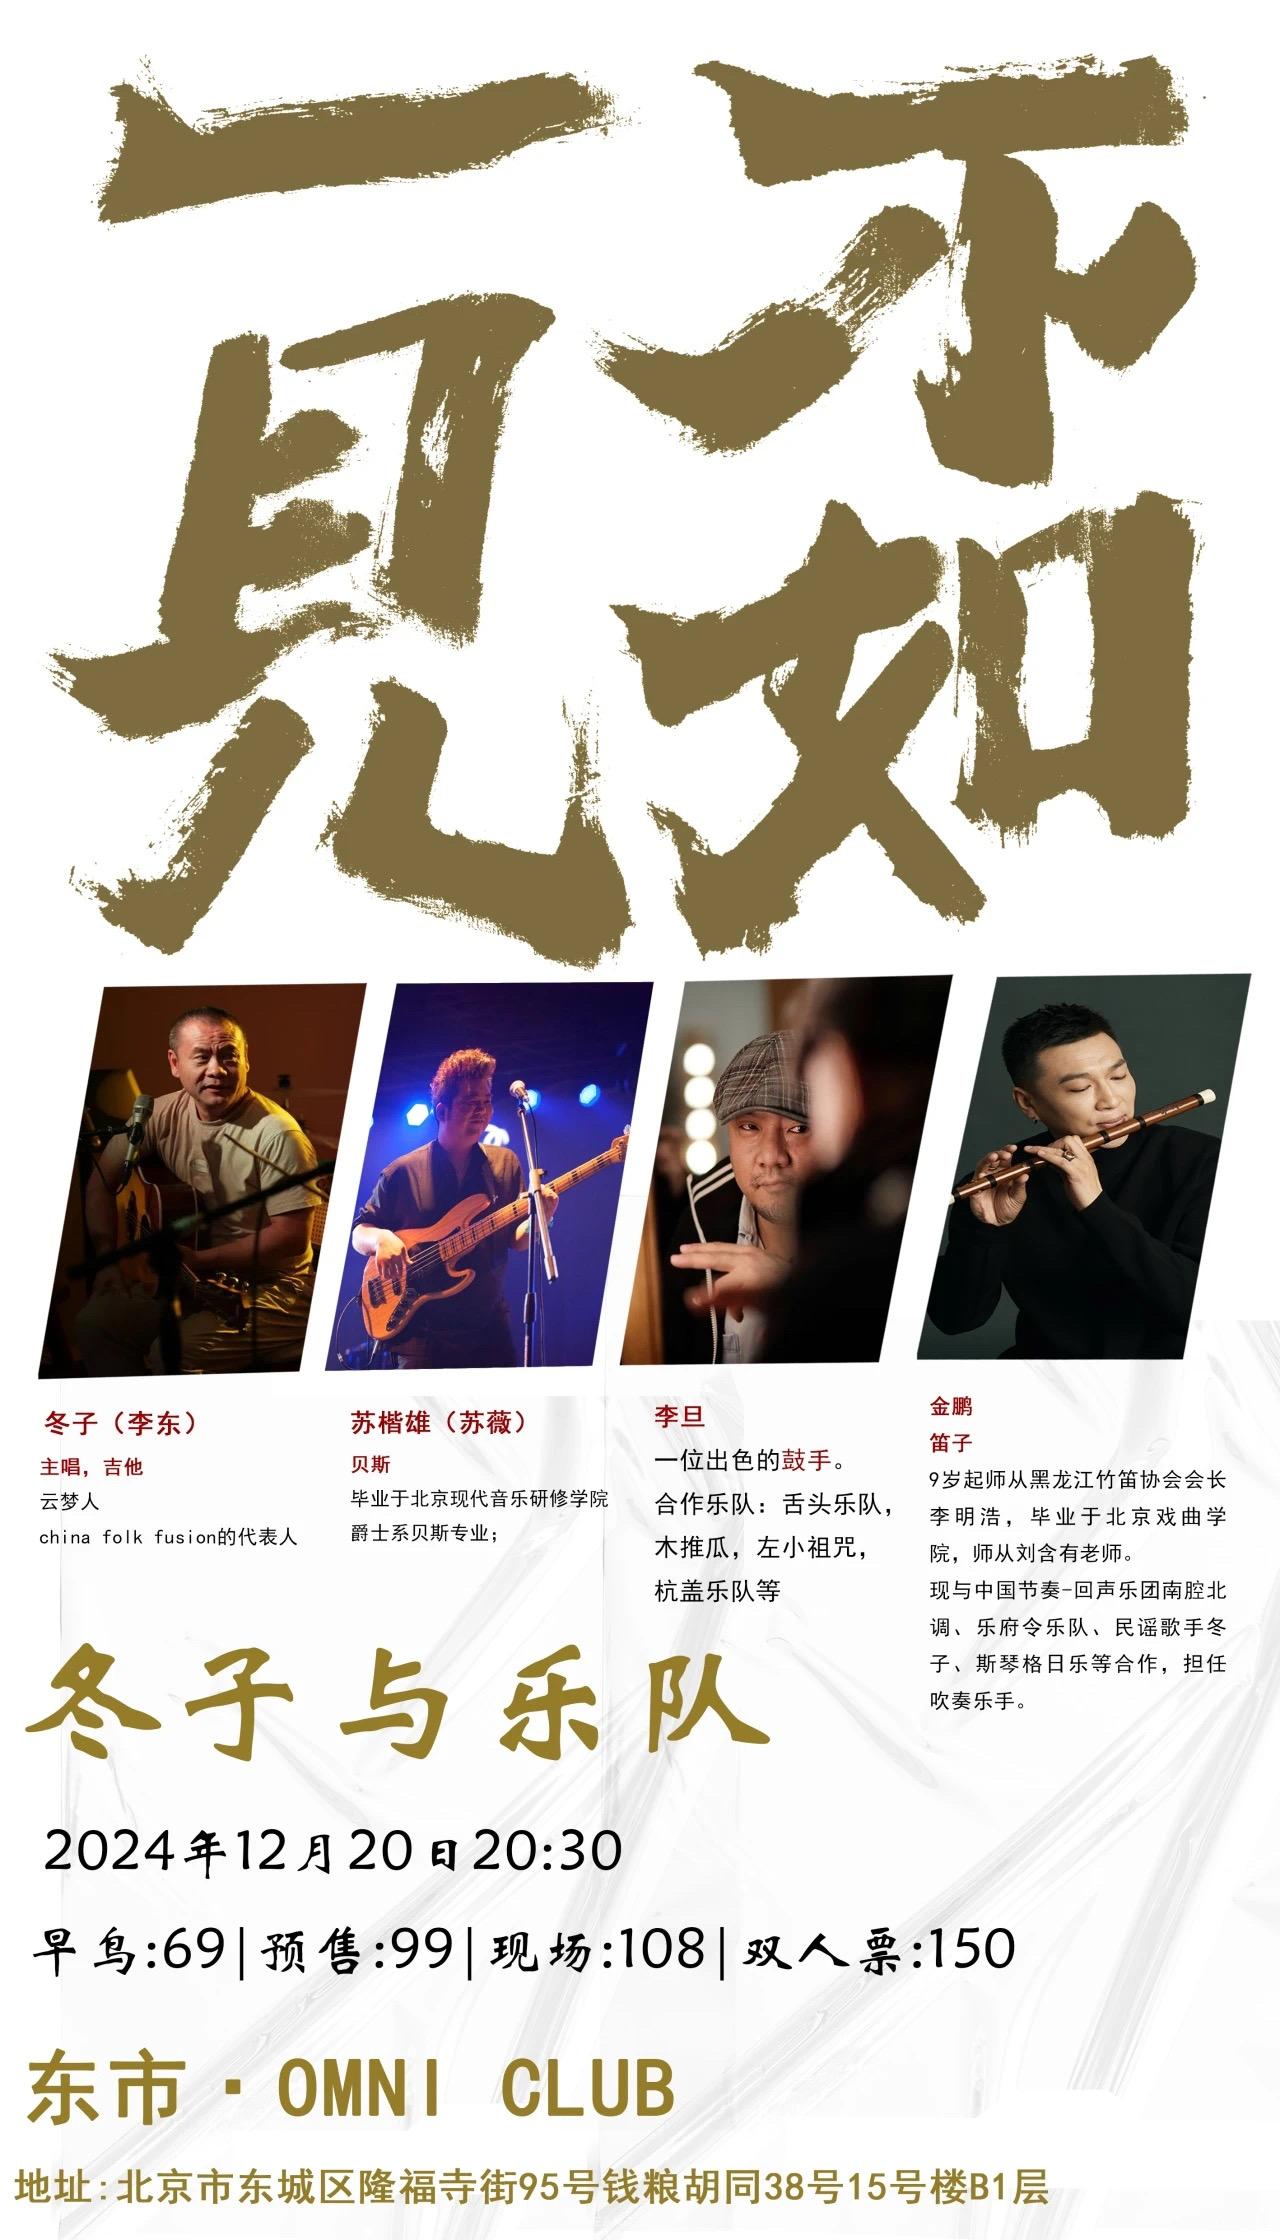 不如
一見
冬子（李东）
主唱，吉他
云梦人
china folk fusion的代表人
苏楷雄（苏薇）
贝斯
毕业于北京现代音乐研修学院
爵士系贝斯专业；
李旦
一位出色的鼓手。
合作乐队：舌头乐队，
木推瓜，左小祖咒，
杭盖乐队等
金鹏
笛子
9岁起师从黑龙江竹笛协会会长
李明浩，毕业于北京戏曲学
院，师从刘含有老师。
现与中国节奏-回声乐团南腔北
调、乐府令乐队、民谣歌手冬
子、斯琴格日乐等合作，担任
吹奏乐手。
冬子与乐队
2024年12月20日20:30
早鸟:69|预售:99|现场:108|双人票:150
东市·OMNI CLUB
地址:北京市东城区隆福寺街95号钱粮胡同38号15号楼B1层